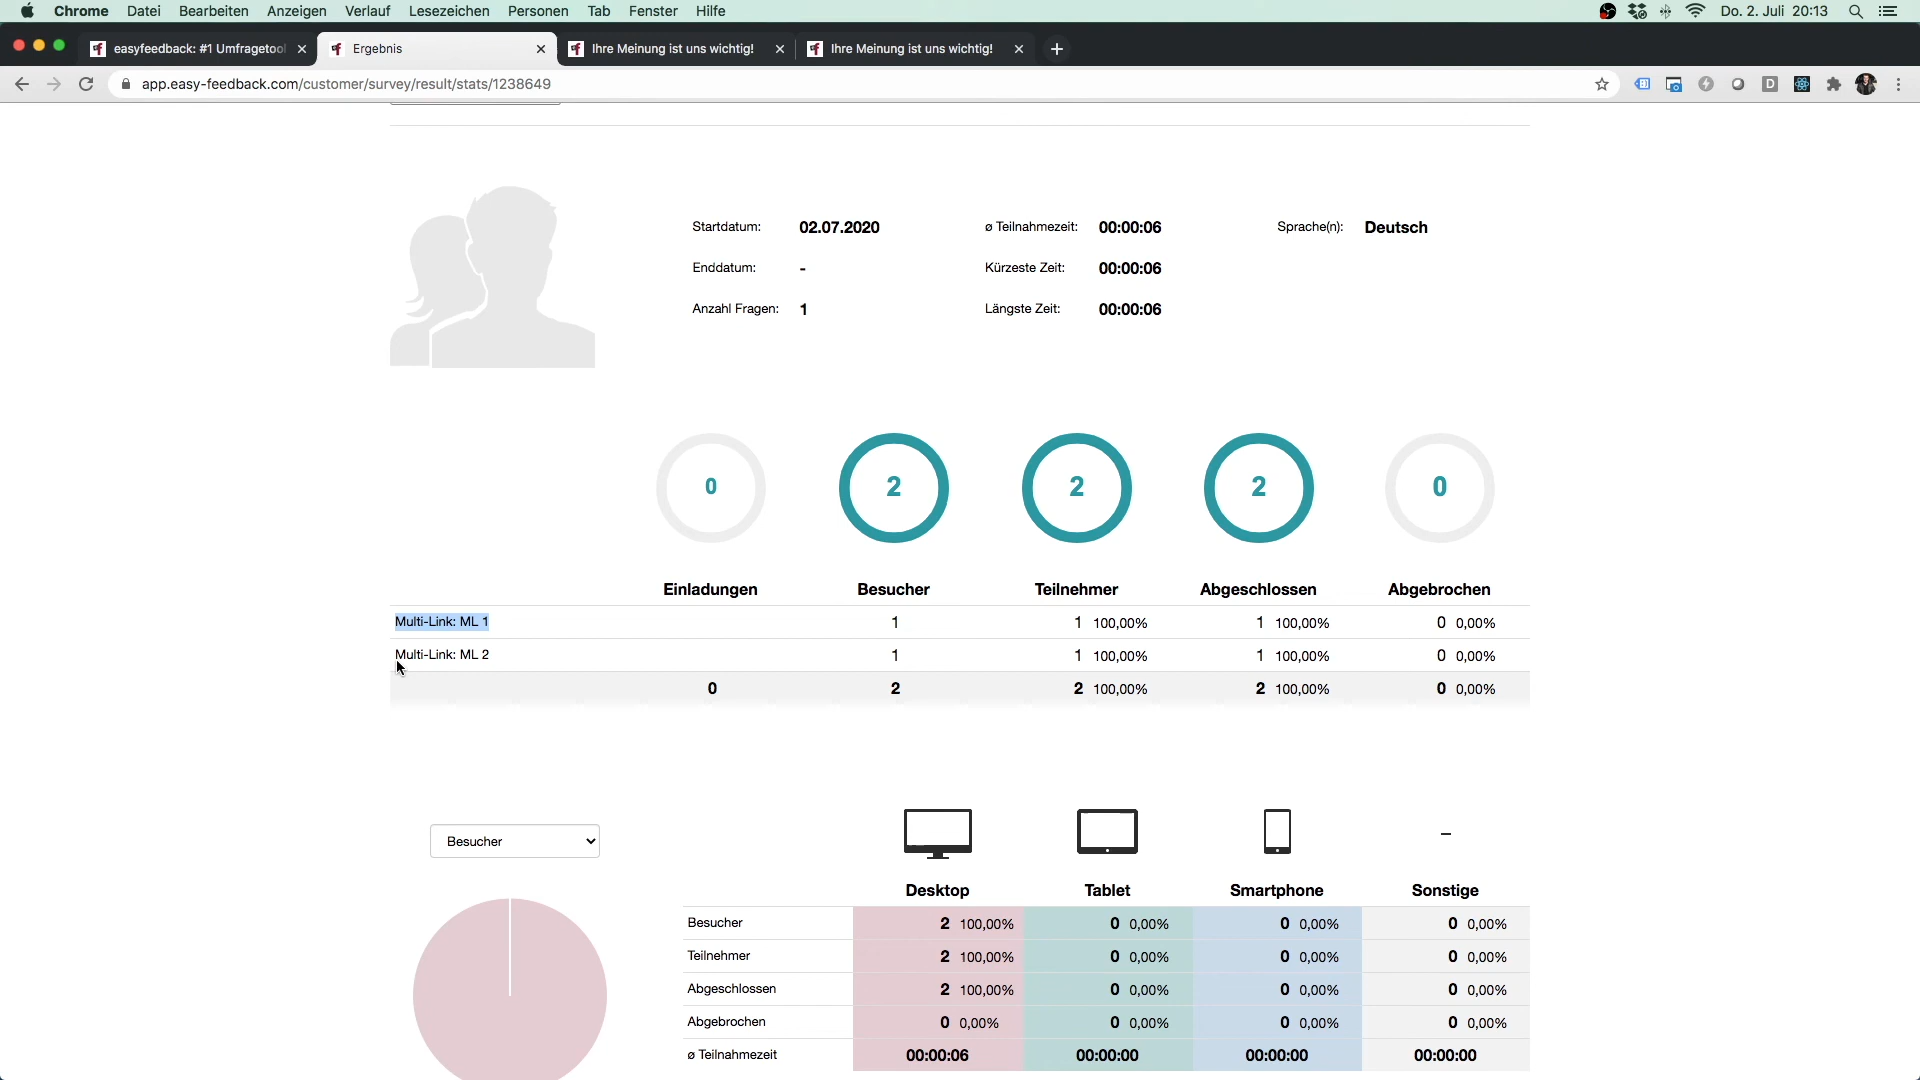 Chrome Datei Bearbeiten Anzeigen Verlauf Lesezeichen Personen Tab Fenster Hilfe Do. 2. Juli 20:13
easyfeedback: #1 Umfragetool Ergebnis Ihre Meinung ist uns wichtig! Ihre Meinung ist uns wichtig!
app.easy-feedback.com/customer/survey/result/stats/1238649
Startdatum: 02.07.2020 ø Teilnahmezeit: 00:00:06 Sprache(n): Deutsch
Enddatum: - Kürzeste Zeit: 00:00:06
Anzahl Fragen: 1 Längste Zeit: 00:00:06
0 2 2 2 0
Einladungen Besucher Teilnehmer Abgeschlossen Abgebrochen
Multi-Link: ML 1 1 1 100,00% 1 100,00% 0 0,00%
Multi-Link: ML 2 1 1 100,00% 1 100,00% 0 0,00%
0 2 2 100,00% 2 100,00% 0 0,00%
Besucher –
Desktop Tablet Smartphone Sonstige
Besucher 2 100,00% 0 0,00% 0 0,00% 0 0,00%
Teilnehmer 2 100,00% 0 0,00% 0 0,00% 0 0,00%
Abgeschlossen 2 100,00% 0 0,00% 0 0,00% 0 0,00%
Abgebrochen 0 0,00% 0 0,00% 0 0,00% 0 0,00%
ø Teilnahmezeit 00:00:06 00:00:00 00:00:00 00:00:00